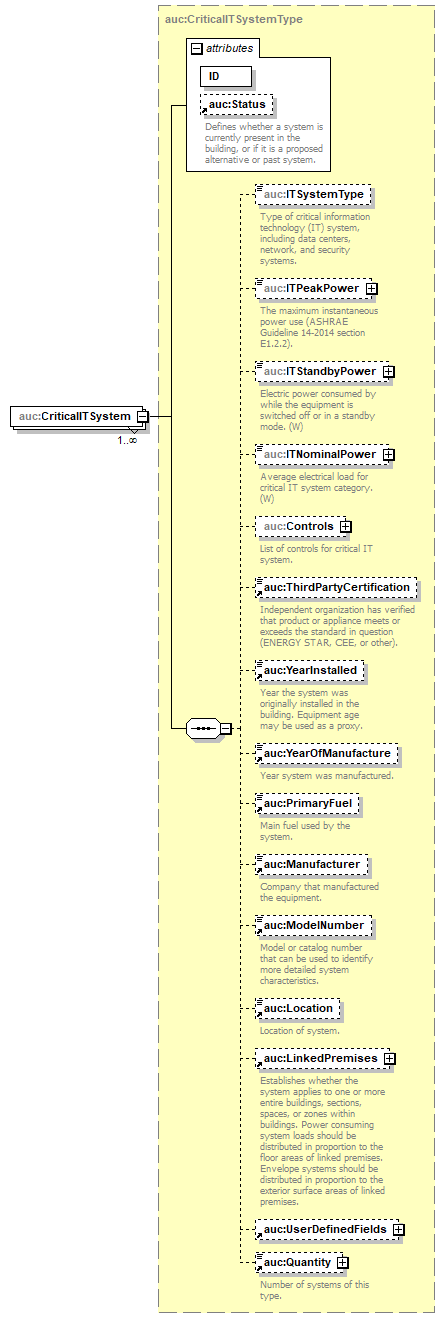 auc:CriticalITSystemType
attributes
ID
auc:Status
Defines whether a system is
currently present in the
building, or if it is a proposed
alternative or past system.
auc:ITSystemType
Type of critical information
technology (IT) system,
including data centers,
network, and security
systems.
auc:ITPeakPower
The maximum instantaneous
power use (ASHRAE
Guideline 14-2014 section
E1.2.2).
auc:ITStandbyPower
Electric power consumed by
while the equipment is
switched off or in a standby
mode. (W)
auc:CriticalITSystem
1..∞
auc:ITNominalPower
Average electrical load for
critical IT system category.
(W)
auc:Controls
List of controls for critical IT
system.
auc:ThirdPartyCertification
Independent organization has verified
that product or appliance meets or
exceeds the standard in question
(ENERGY STAR, CEE, or other).
auc:YearInstalled
Year the system was
originally installed in the
building. Equipment age
may be used as a proxy.
auc:YearOfManufacture
Year system was manufactured.
auc:PrimaryFuel
Main fuel used by the
system.
auc:Manufacturer
Company that manufactured
the equipment.
auc:ModelNumber
Model or catalog number
that can be used to identify
more detailed system
characteristics.
auc:Location
Location of system.
auc:LinkedPremises
Establishes whether the
system applies to one or more
entire buildings, sections,
spaces, or zones within
buildings. Power consuming
system loads should be
distributed in proportion to the
floor areas of linked premises.
Envelope systems should be
distributed in proportion to the
exterior surface areas of linked
premises.
auc:UserDefinedFields
auc:Quantity
Number of systems of this
type.